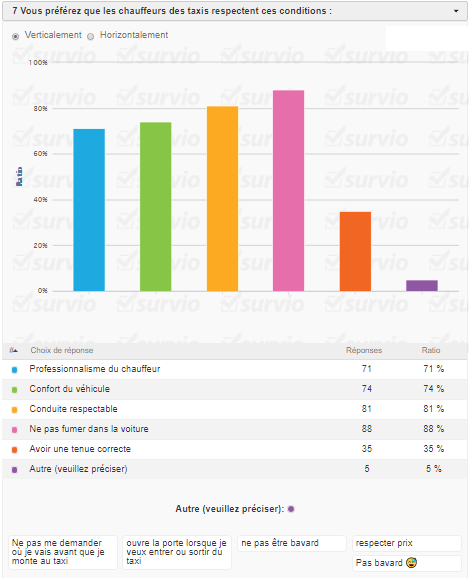 7 Vous préférez que les chauffeurs des taxis respectent ces conditions :
Verticalement Horizontalement
100%
80%
60%
40%
20%
0%
Ratio
survio
# Choix de réponse Réponses Ratio
Professionnalisme du chauffeur 71 71 %
Confort du véhicule 74 74 %
Conduite respectable 81 81 %
Ne pas fumer dans la voiture 88 88 %
Avoir une tenue correcte 35 35 %
Autre (veuillez préciser) 5 5 %
Autre (veuillez préciser):
Ne pas me demander
où je vais avant que je
monte au taxi
ouvre la porte lorsque je
veux entrer ou sortir du
taxi
ne pas être bavard
respecter prix
Pas bavard 😅